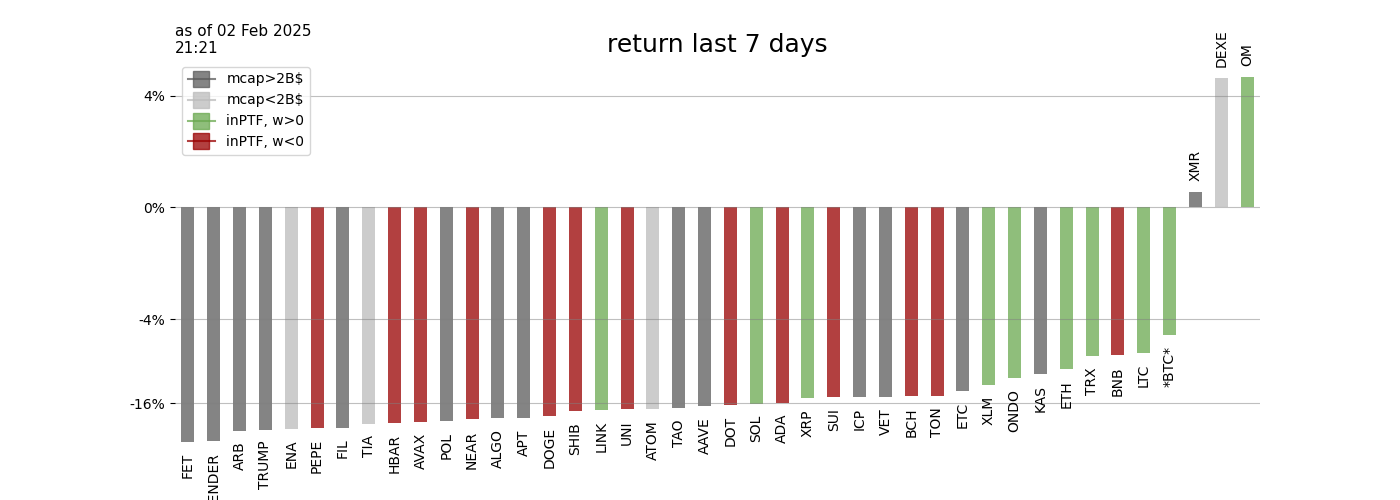 as of 02 Feb 2025
21:21
return last 7 days
mcap>2B$
mcap<2B$
inPTF, w>0
inPTF, w<0
4%
0%
-4%
-16%
FET
ENDER
ARB
TRUMP
ENA
PEPE
FIL
TIA
HBAR
AVAX
POL
NEAR
ALGO
APT
DOGE
SHIB
LINK
UNI
ATOM
TAO
AAVE
DOT
SOL
ADA
XRP
SUI
ICP
VET
BCH
TON
ETC
XLM
ONDO
KAS
ETH
TRX
BNB
LTC
*BTC*
XMR
DEXE
OM